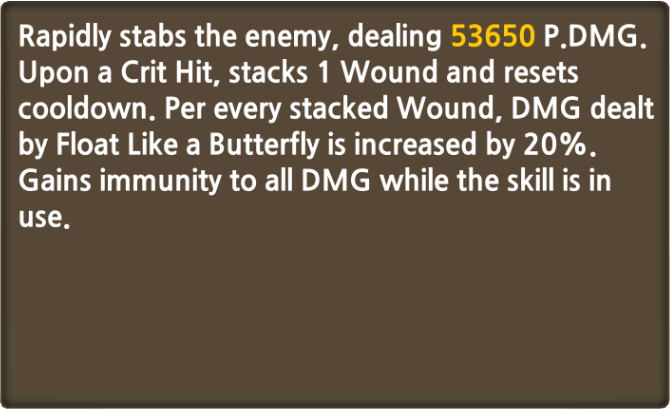 Rapidly stabs the enemy, dealing 53650 P.DMG.
Upon a Crit Hit, stacks 1 Wound and resets
cooldown. Per every stacked Wound, DMG dealt
by Float Like a Butterfly is increased by 20%.
Gains immunity to all DMG while the skill is in
use.